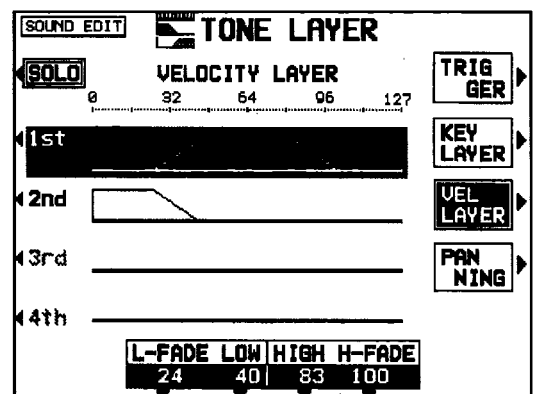 SOUND EDIT
TONE LAYER
SOLO
VELOCITY LAYER
0 32 64 96 127
1st
2nd
3rd
4th
TRIG
GER
KEY
LAYER
VEL
LAYER
PAN
NING
L-FADE LOW HIGH H-FADE
24 40 83 100